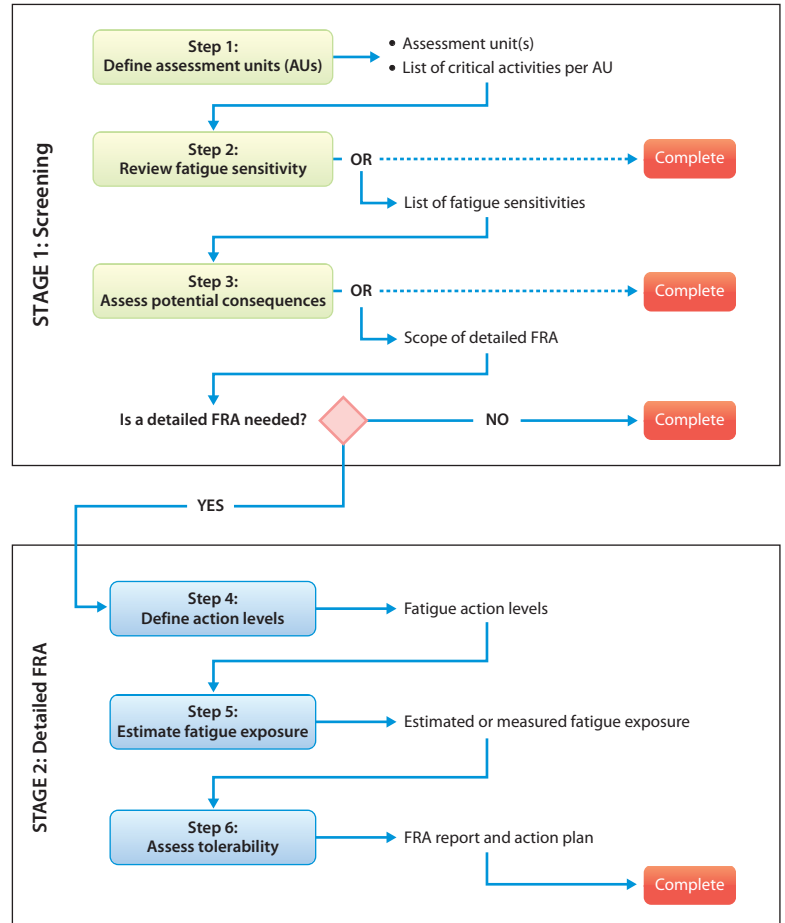 STAGE 1: Screening
Step 1:
Define assessment units (AUs)
• Assessment unit(s)
• List of critical activities per AU
Step 2:
Review fatigue sensitivity
OR
Complete
List of fatigue sensitivities
Step 3:
Assess potential consequences
OR
Complete
Scope of detailed FRA
Is a detailed FRA needed?
NO
Complete
YES
STAGE 2: Detailed FRA
Step 4:
Define action levels
Fatigue action levels
Step 5:
Estimate fatigue exposure
Estimated or measured fatigue exposure
Step 6:
Assess tolerability
FRA report and action plan
Complete